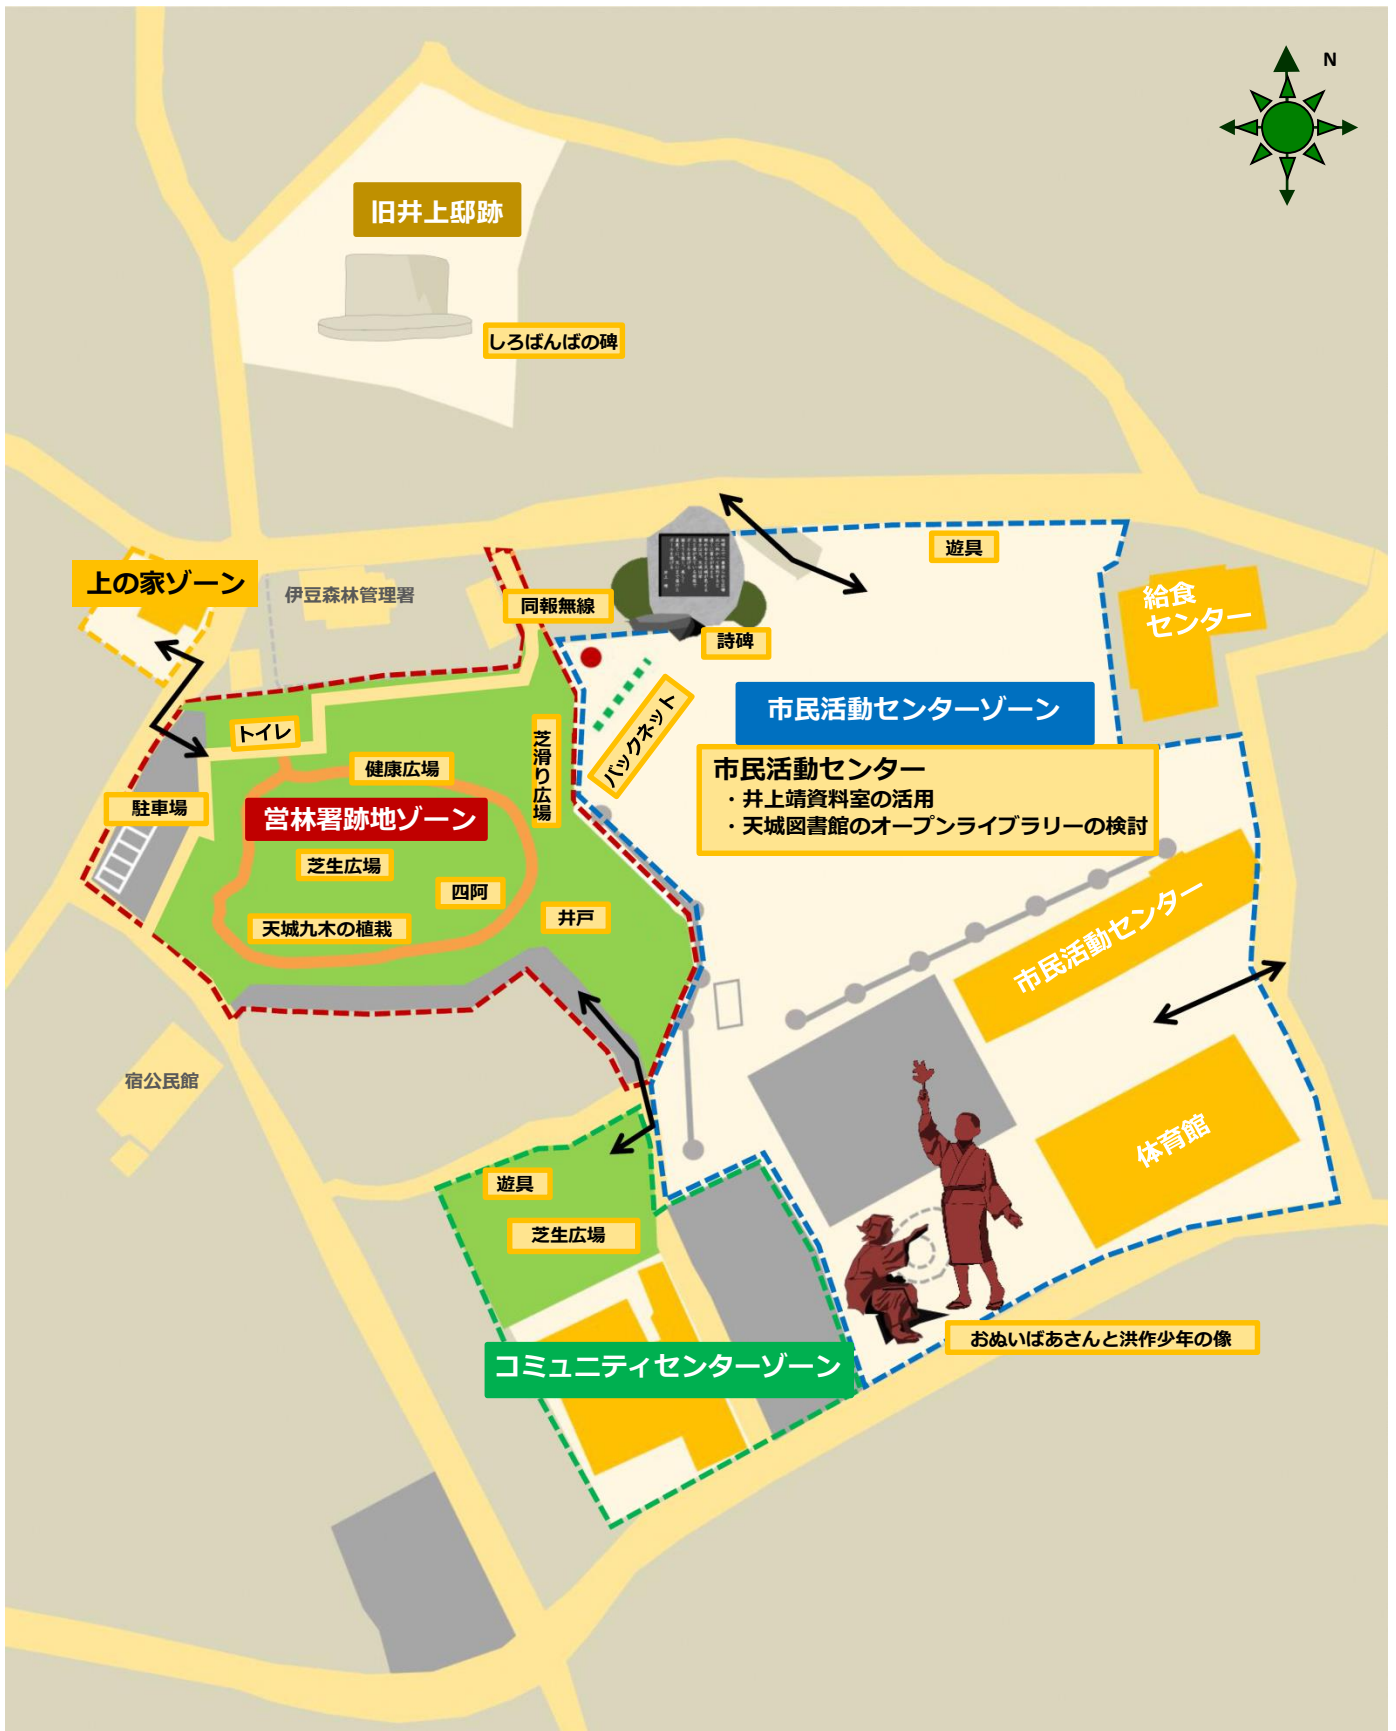 N
旧井上邸跡
しろばんばの碑
遊具
上の家ゾーン
伊豆森林管理署
同報無線
給食
センター
詩碑
市民活動センターゾーン
トイレ
芝滑り広場
バックネット
市民活動センター
・井上靖資料室の活用
・天城図書館のオープンライブラリーの検討
健康広場
駐車場
営林署跡地ゾーン
芝生広場
四阿
井戸
天城九木の植栽
市民活動センター
宿公民館
体育館
遊具
芝生広場
おぬいばあさんと洪作少年の像
コミュニティセンターゾーン